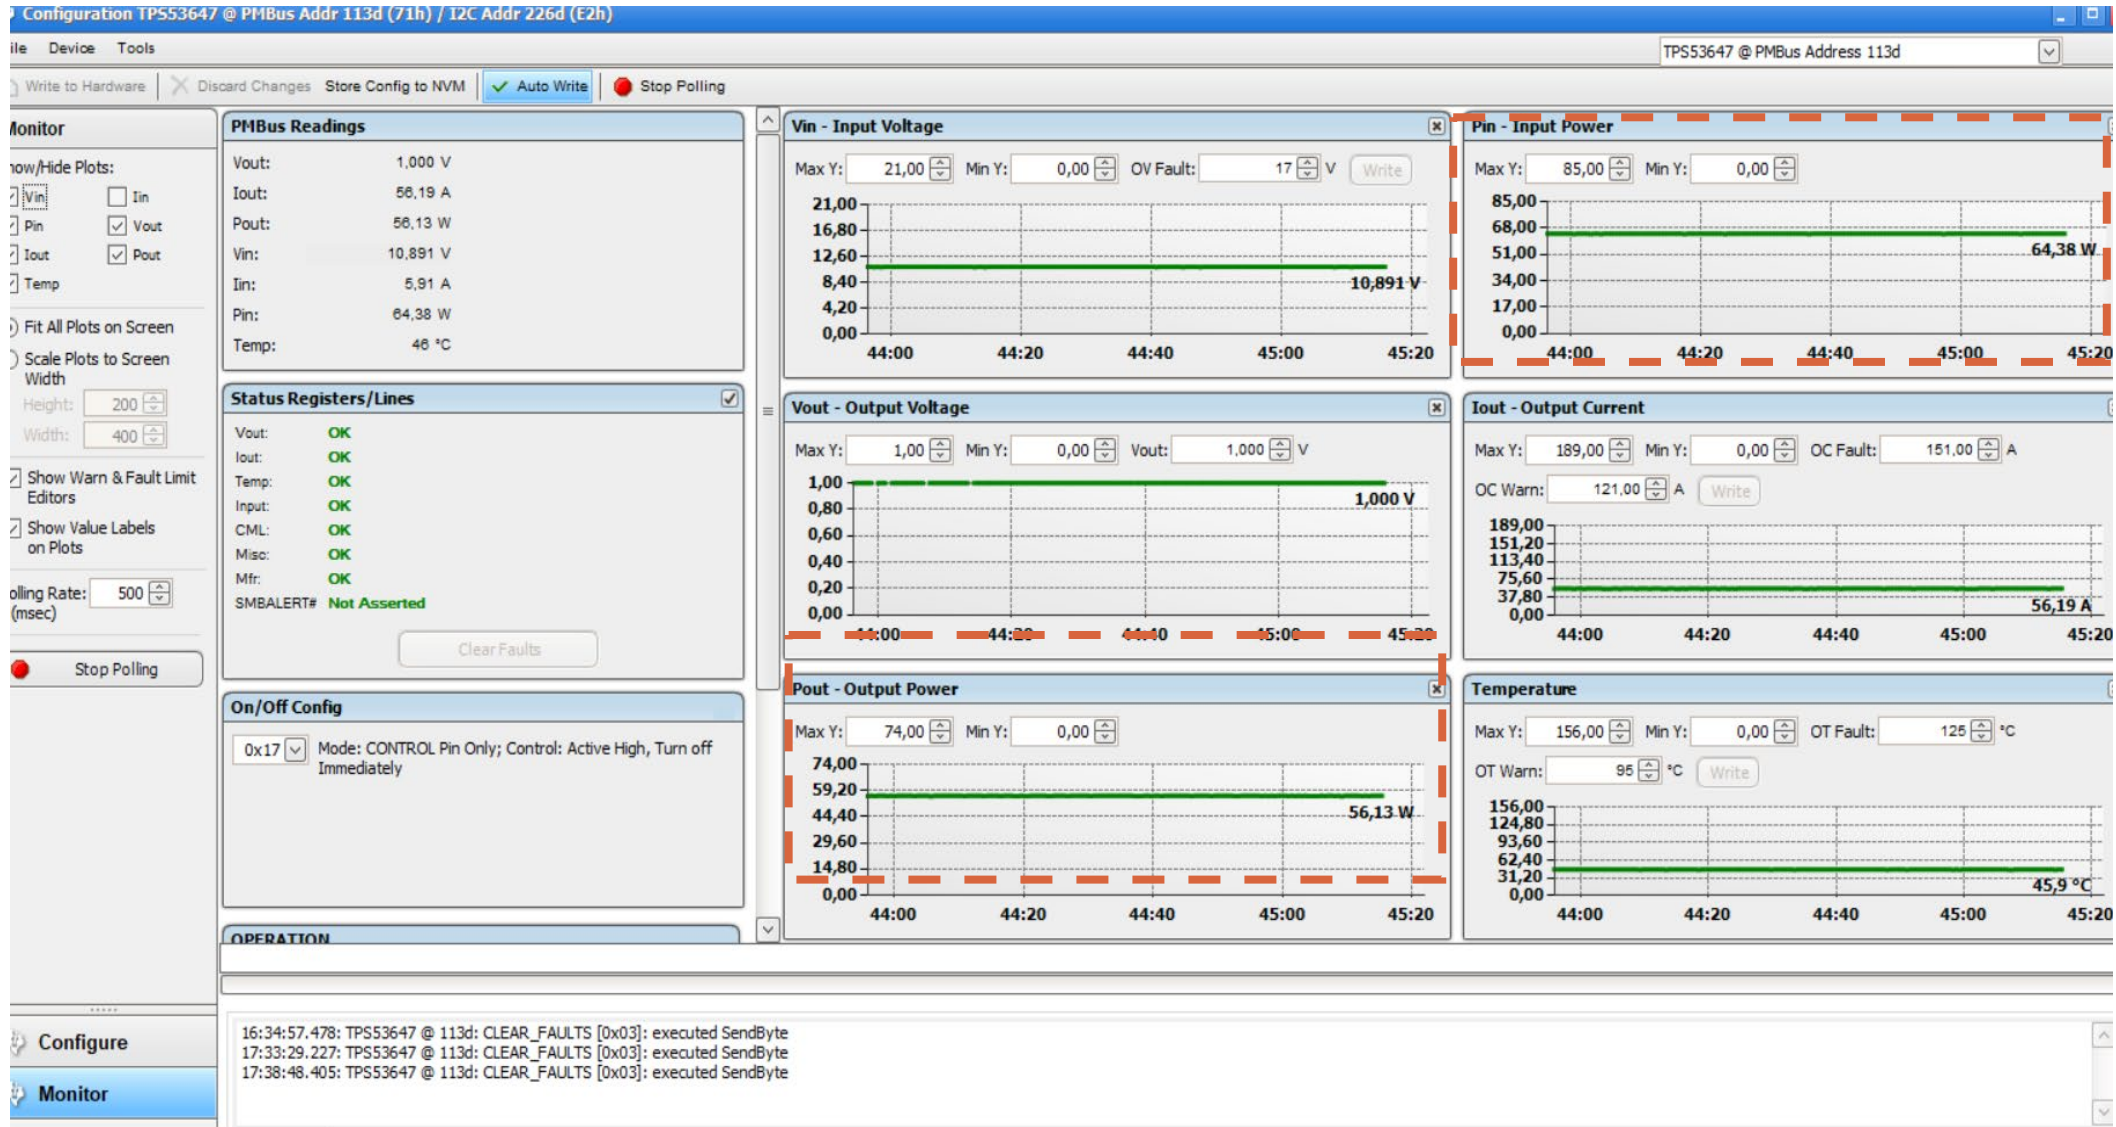 Configuration TPS53647 @ PMBus Addr 113d (71h) / I2C Addr 226d (E2h)
ile Device Tools
TPS53647 @ PMBus Address 113d
Write to Hardware Discard Changes Store Config to NVM Auto Write Stop Polling
Monitor
how/Hide Plots:
Vin Iin
Pin Vout
Iout Pout
Temp
Fit All Plots on Screen
Scale Plots to Screen
Width
Height: 200
Width: 400
Show Warn & Fault Limit
Editors
Show Value Labels
on Plots
olling Rate: 500
(msec)
Stop Polling
Configure
Monitor
PMBus Readings
Vout: 1,000 V
Iout: 56,19 A
Pout: 56,13 W
Vin: 10,891 V
Iin: 5,91 A
Pin: 64,38 W
Temp: 46 °C
Status Registers/Lines
Vout: OK
Iout: OK
Temp: OK
Input: OK
CML: OK
Misc: OK
Mfr: OK
SMBALERT# Not Asserted
Clear Faults
On/Off Config
0x17 Mode: CONTROL Pin Only; Control: Active High, Turn off
Immediately
OPERATION
Vin - Input Voltage
Max Y: 21,00 Min Y: 0,00 OV Fault: 17 V Write
21,00
16,80
12,60
8,40
4,20
0,00
10,891 V
44:00 44:20 44:40 45:00 45:20
Pin - Input Power
Max Y: 85,00 Min Y: 0,00
85,00
68,00
51,00
34,00
17,00
0,00
64,38 W
44:00 44:20 44:40 45:00 45:20
Vout - Output Voltage
Max Y: 1,00 Min Y: 0,00 Vout: 1,000 V
1,00
0,80
0,60
0,40
0,20
0,00
1,000 V
44:00 44:20 44:40 45:00 45:20
Iout - Output Current
Max Y: 189,00 Min Y: 0,00 OC Fault: 151,00 A
OC Warn: 121,00 A Write
189,00
151,20
113,40
75,60
37,80
0,00
56,19 A
44:00 44:20 44:40 45:00 45:20
Pout - Output Power
Max Y: 74,00 Min Y: 0,00
74,00
59,20
44,40
29,60
14,80
0,00
56,13 W
44:00 44:20 44:40 45:00 45:20
Temperature
Max Y: 156,00 Min Y: 0,00 OT Fault: 125 °C
OT Warn: 95 °C Write
156,00
124,80
93,60
62,40
31,20
0,00
45,9 °C
44:00 44:20 44:40 45:00 45:20
16:34:57.478: TPS53647 @ 113d: CLEAR_FAULTS [0x03]: executed SendByte
17:33:29.227: TPS53647 @ 113d: CLEAR_FAULTS [0x03]: executed SendByte
17:38:48.405: TPS53647 @ 113d: CLEAR_FAULTS [0x03]: executed SendByte